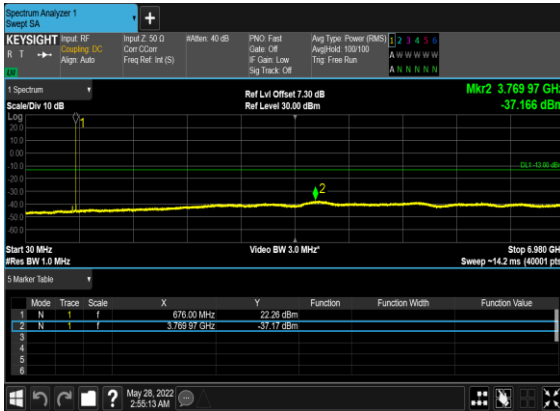 Spectrum Analyzer 1
Swept SA
+
KEYSIGHT Input: RF Input Z: 50 Ω #Atten: 40 dB PNO: Fast Avg Type: Power (RMS) 1 2 3 4 5 6
R T Coupling: DC Corr CCorr Gate: Off Avg|Hold: 100/100 A W W W W W
Align: Auto Freq Ref: Int (S) IF Gain: Low Trig: Free Run
Sig Track: Off A N N N N N
1 Spectrum
Scale/Div 10 dB
Ref Lvl Offset 7.30 dB
Ref Level 30.00 dBm
Mkr2 3.769 97 GHz
-37.166 dBm
Log
20.0
10.0
0.00
-10.0
-20.0
-30.0
-40.0
-50.0
-60.0
1
2
DL1 -13.00 dBm
Start 30 MHz
#Res BW 1.0 MHz
Video BW 3.0 MHz*
Stop 6.980 GHz
Sweep ~14.2 ms (40001 pts)
5 Marker Table
Mode Trace Scale X Y Function Function Width Function Value
1 N 1 f 676.00 MHz 22.26 dBm
2 N 1 f 3.769 97 GHz -37.17 dBm
3
4
5
6
?
May 28, 2022
2:55:13 AM